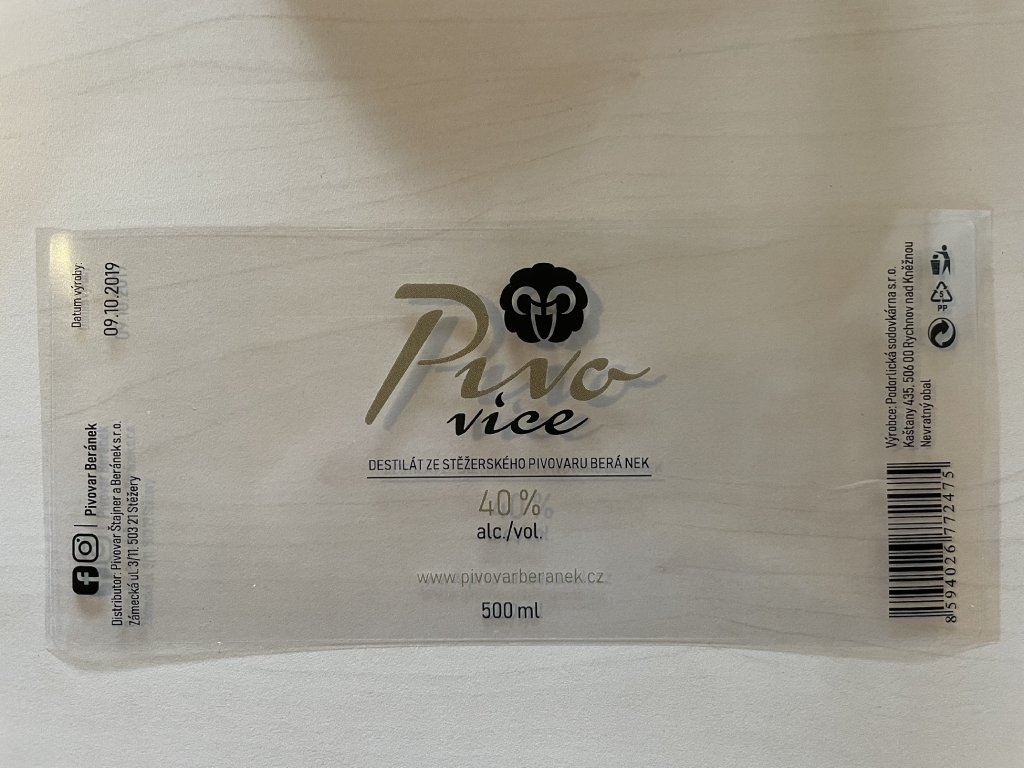 Datum výroby:
09.10.2019
Pivovar Beránek
Distributor: Pivovar Štajner a Beránek s.r.o.
Zámecká ul. 3/11. 503 21 Stěžery
Pivo
vice
DESTILÁT ZE STĚŽERSKÉHO PIVOVARU BERÁ NEK
40 %
alc./vol.
www.pivovarberanek.cz
500 ml
Výrobce: Podorlická sodovkárna s.r.o.
Kaštany 435, 506 00 Rychnov nad Kněžnou
Nevratný obal
5
PP
8594026772475